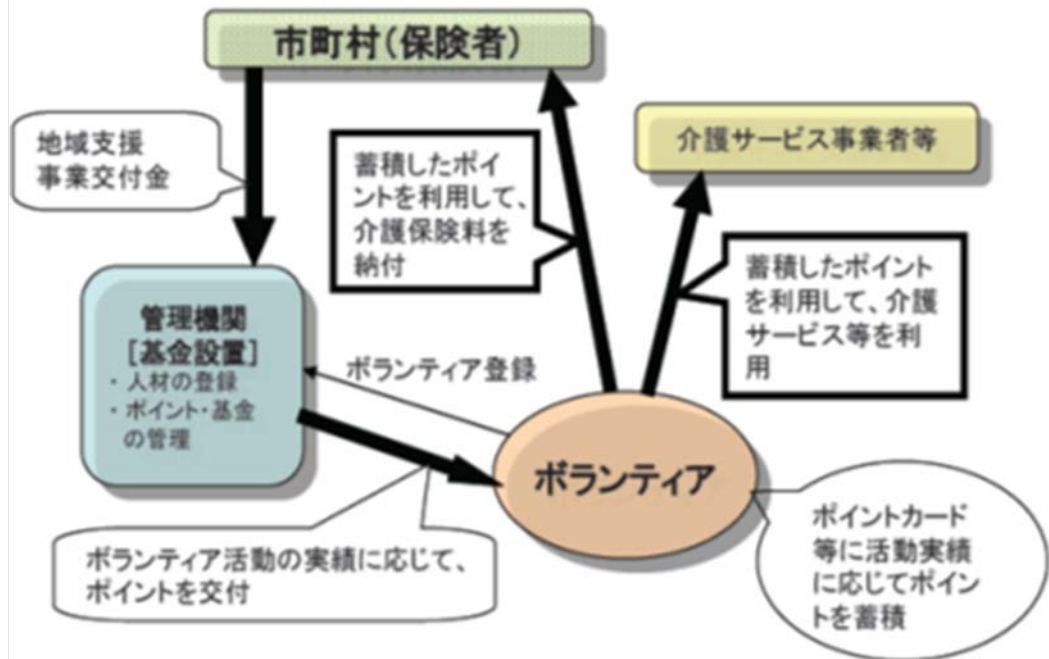 市町村(保険者)
地域支援
事業交付金
蓄積したポイ
ントを利用して、
介護保険料を
納付
介護サービス事業者等
蓄積したポイント
を利用して、介護
サービス等を利
用
管理機関
[基金設置]
・ 人材の登録
・ ポイント・基金
の管理
ボランティア登録
ボランティア
ボランティア活動の実績に応じて、
ポイントを交付
ポイントカード
等に活動実績
に応じてポイン
トを蓄積